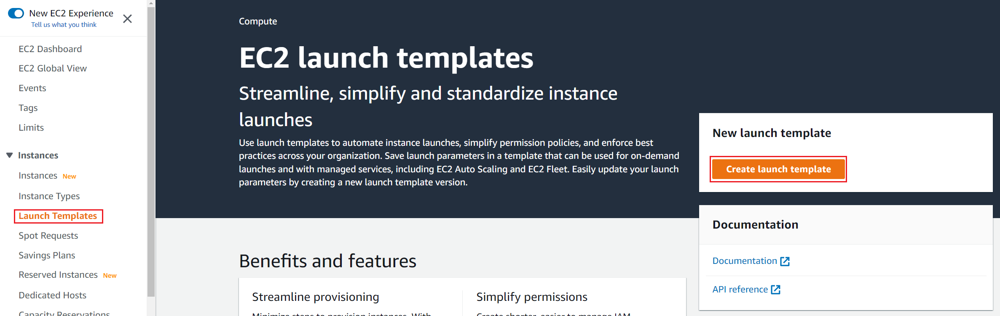 New EC2 Experience
Tell us what you think
EC2 Dashboard
EC2 Global View
Events
Tags
Limits
Instances
Instances New
Instance Types
Launch Templates
Spot Requests
Savings Plans
Reserved Instances New
Dedicated Hosts
Capacity Reservations
Compute
EC2 launch templates
Streamline, simplify and standardize instance
launches
Use launch templates to automate instance launches, simplify permission policies, and enforce best
practices across your organization. Save launch parameters in a template that can be used for on-demand
launches and with managed services, including EC2 Auto Scaling and EC2 Fleet. Easily update your launch
parameters by creating a new launch template version.
New launch template
Create launch template
Documentation
Documentation
API reference
Benefits and features
Streamline provisioning
Minimize steps to provision instances. With
Simplify permissions
Create shorter, easier to manage IAM